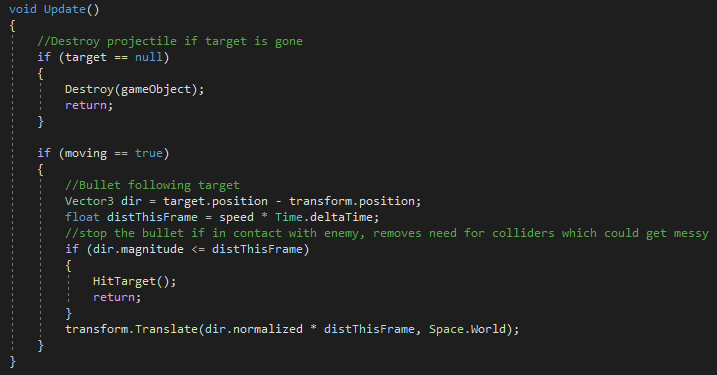 void Update()
{
//Destroy projectile if target is gone
if (target == null)
{
Destroy(gameObject);
return;
}
if (moving == true)
{
//Bullet following target
Vector3 dir = target.position - transform.position;
float distThisFrame = speed * Time.deltaTime;
//stop the bullet if in contact with enemy, removes need for colliders which could get messy
if (dir.magnitude <= distThisFrame)
{
HitTarget();
return;
}
transform.Translate(dir.normalized * distThisFrame, Space.World);
}
}